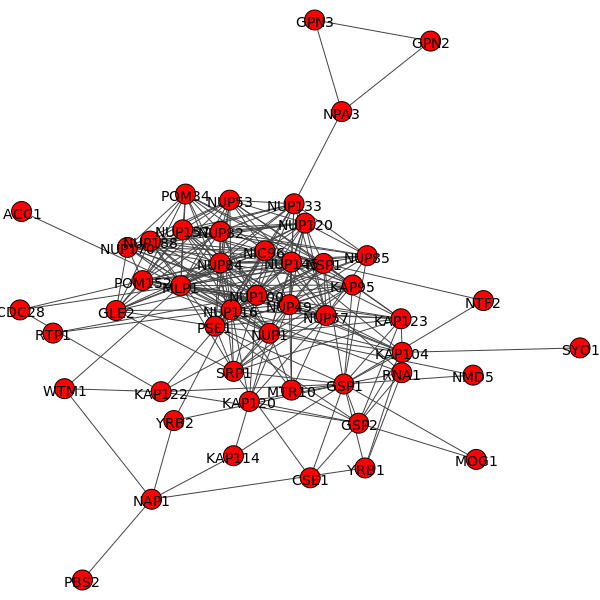 GPN3
GPN2
NPA3
POM34
NUP53
NUP133
ACC1
NUP120
NUP82
NUP188
NUP170
NIC96
NUP85
NUP84
NSP1
POM152
MLP1
KAP95
NUP100
NTF2
CDC28
GLE2
NUP116
NUP49
NUP57
KAP123
RTP1
PSE1
NUP1
SYO1
KAP104
SRP1
RNA1
NMD5
WTM1
KAP122
MTR10
GSP1
KAP120
YRB2
GSP2
KAP114
MOG1
CSE1
YRB1
NAP1
PBS2